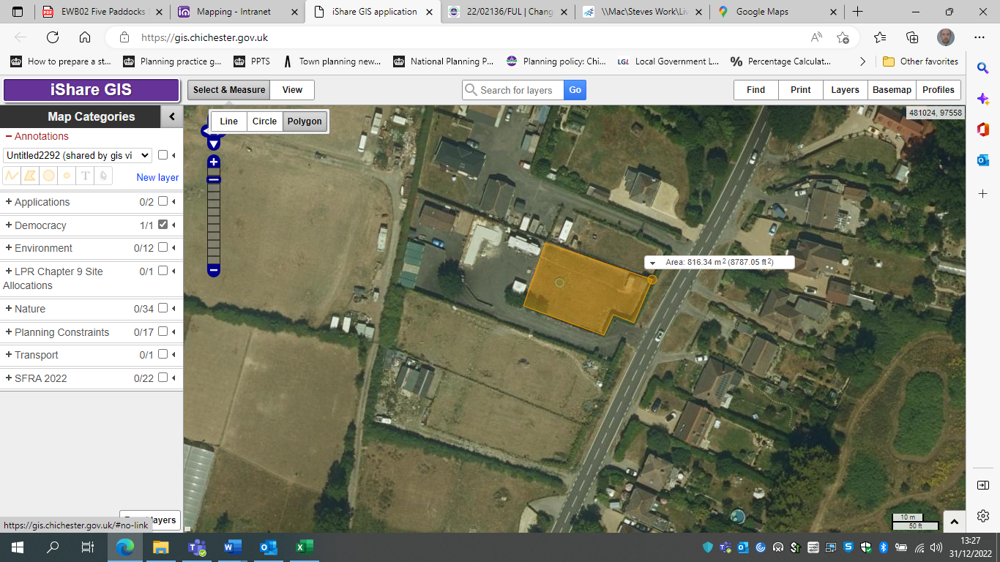 EWB02 Five Paddocks
Mapping - Intranet
iShare GIS application
22/02136/FUL | Chang
\\Mac\Steves Work\Liv
Google Maps
https://gis.chichester.gov.uk
How to prepare a st...
Planning practice g...
PPTS
Town planning new...
National Planning P...
Planning policy: Chi...
LGL Local Government L...
% Percentage Calculat...
Other favorites
iShare GIS
Select & Measure
View
Search for layers
Go
Find
Print
Layers
Basemap
Profiles
Map Categories
Line
Circle
Polygon
481024, 97558
Annotations
Untitled2292 (shared by gis vi
T
New layer
Applications 0/2
Democracy 1/1
Environment 0/12
LPR Chapter 9 Site 0/1
Allocations
Nature 0/34
Planning Constraints 0/17
Transport 0/1
SFRA 2022 0/22
Area: 816.34 m2 (8787.05 ft2)
layers
https://gis.chichester.gov.uk/#no-link
10 m
50 ft
13:27
31/12/2022